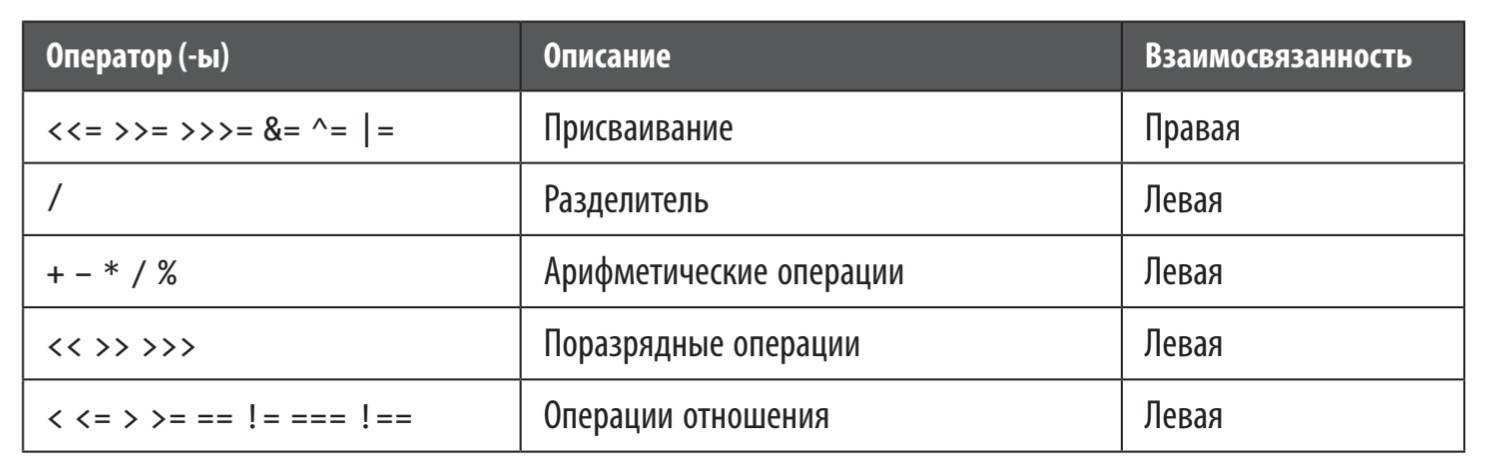 Оператор (-ы) Описание Взаимосвязанность
<<= >>= >>>= &= ^= |= Присваивание Правая
/ Разделитель Левая
+ – * / % Арифметические операции Левая
<< >> >>> Поразрядные операции Левая
< <= > >= == != === !== Операции отношения Левая